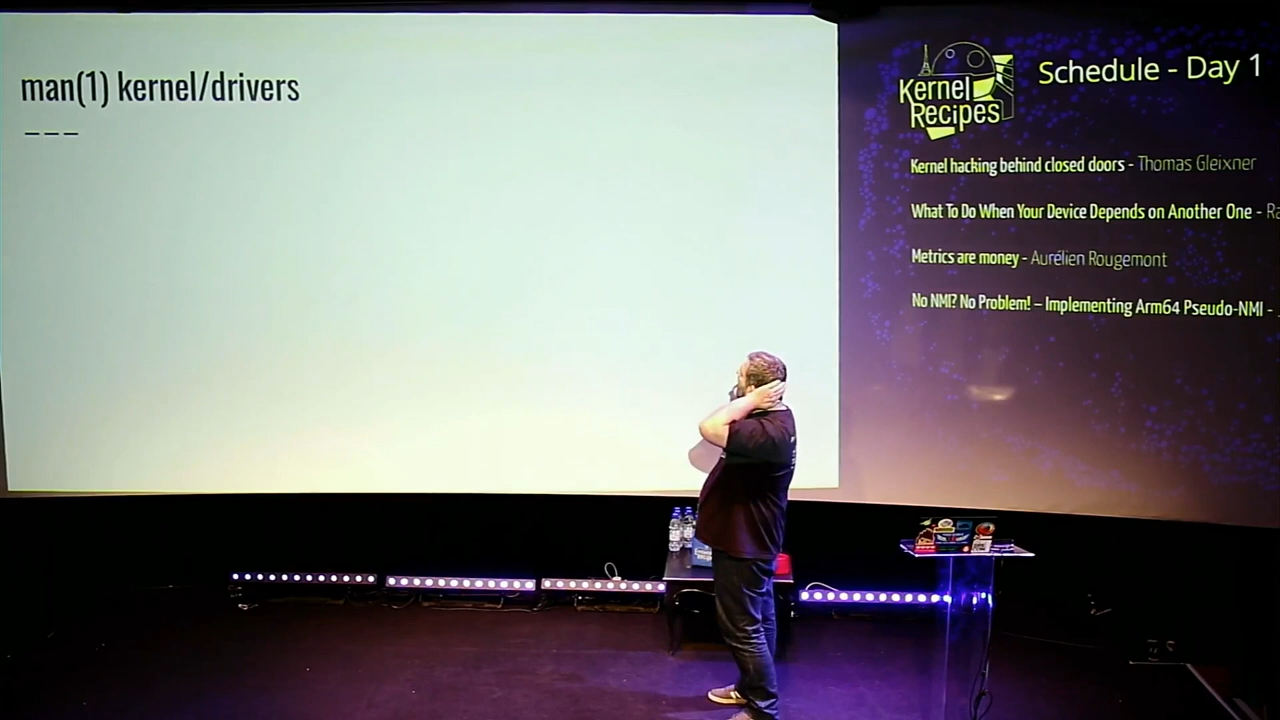 man(1) kernel/drivers
---
Kernel
Recipes
Schedule - Day 1
Kernel hacking behind closed doors - Thomas Gleixner
What To Do When Your Device Depends on Another One - Ra
Metrics are money - Aurélien Rougemont
No NMI? No Problem! – Implementing Arm64 Pseudo-NMI -